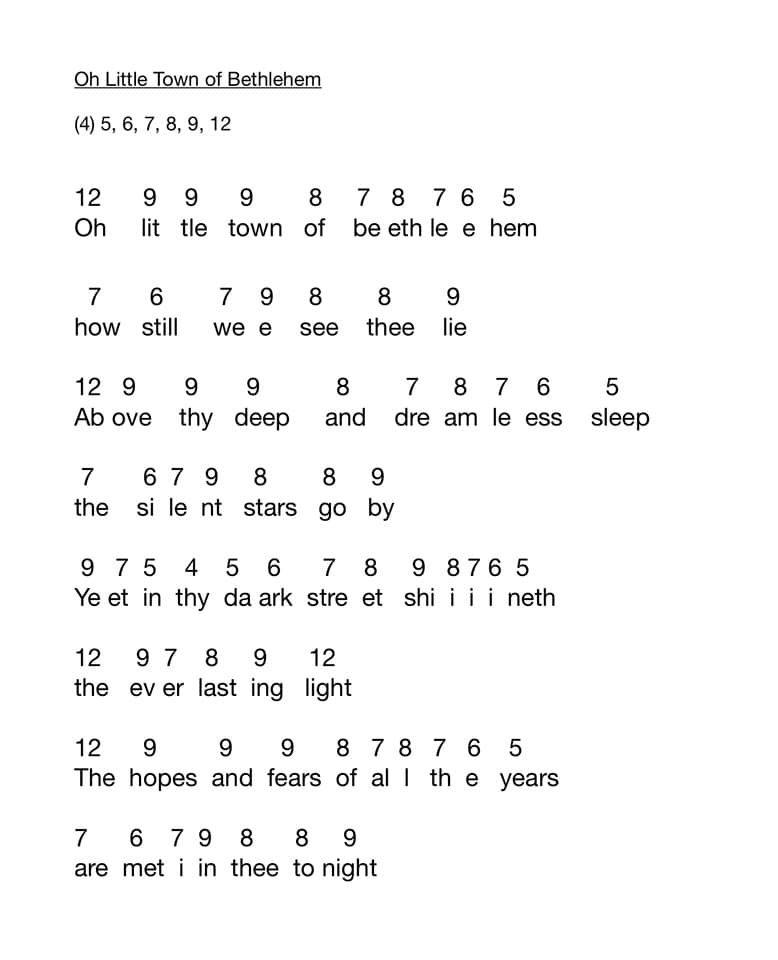 Oh Little Town of Bethlehem
(4) 5, 6, 7, 8, 9, 12
12 9 9 9 8 7 8 7 6 5
Oh lit tle town of be eth le e hem
7 6 7 9 8 8 9
how still we e see thee lie
12 9 9 9 8 7 8 7 6 5
Ab ove thy deep and dre am le ess sleep
7 6 7 9 8 8 9
the si le nt stars go by
9 7 5 4 5 6 7 8 9 8 7 6 5
Ye et in thy da ark stre et shi i i i neth
12 9 7 8 9 12
the ev er last ing light
12 9 9 9 8 7 8 7 6 5
The hopes and fears of al l th e years
7 6 7 9 8 8 9
are met i in thee to night